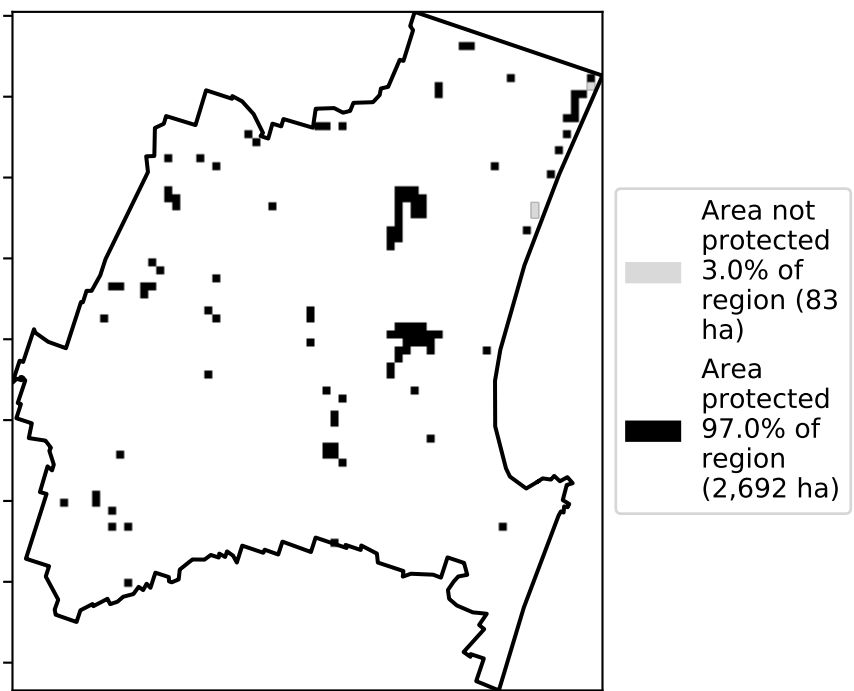 Area not
protected
3.0% of
region (83
ha)
Area
protected
97.0% of
region
(2,692 ha)